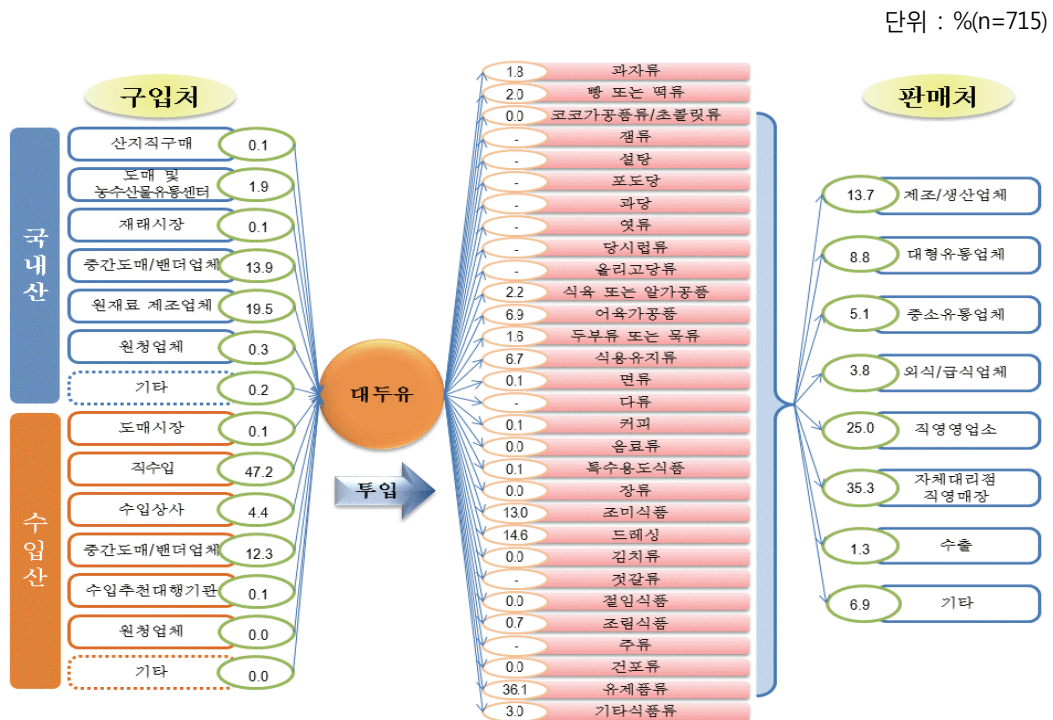 단위 : %(n=715)
구입처
판매처
국내산
산지직구매 0.1
도매 및
농수산물유통센터 1.9
재래시장 0.1
중간도매/밴더업체 13.9
원재료 제조업체 19.5
원청업체 0.3
기타 0.2
수입산
도매시장 0.1
직수입 47.2
수입상사 4.4
중간도매/밴더업체 12.3
수입추천대행기관 0.1
원청업체 0.0
기타 0.0
대두유
투입
1.8 과자류
2.0 빵 또는 떡류
0.0 코코가공품류/초콜릿류
- 잼류
- 설탕
- 포도당
- 과당
- 엿류
- 당시럽류
- 올리고당류
2.2 식육 또는 알가공품
6.9 어육가공품
1.6 두부류 또는 묵류
6.7 식용유지류
0.1 면류
- 다류
0.1 커피
0.0 음료류
0.1 특수용도식품
0.0 장류
13.0 조미식품
14.6 드레싱
0.0 김치류
- 젓갈류
0.0 절임식품
0.7 조림식품
- 주류
0.0 건포류
36.1 유제품류
3.0 기타식품류
13.7 제조/생산업체
8.8 대형유통업체
5.1 중소유통업체
3.8 외식/급식업체
25.0 직영영업소
35.3 자체대리점
직영매장
1.3 수출
6.9 기타